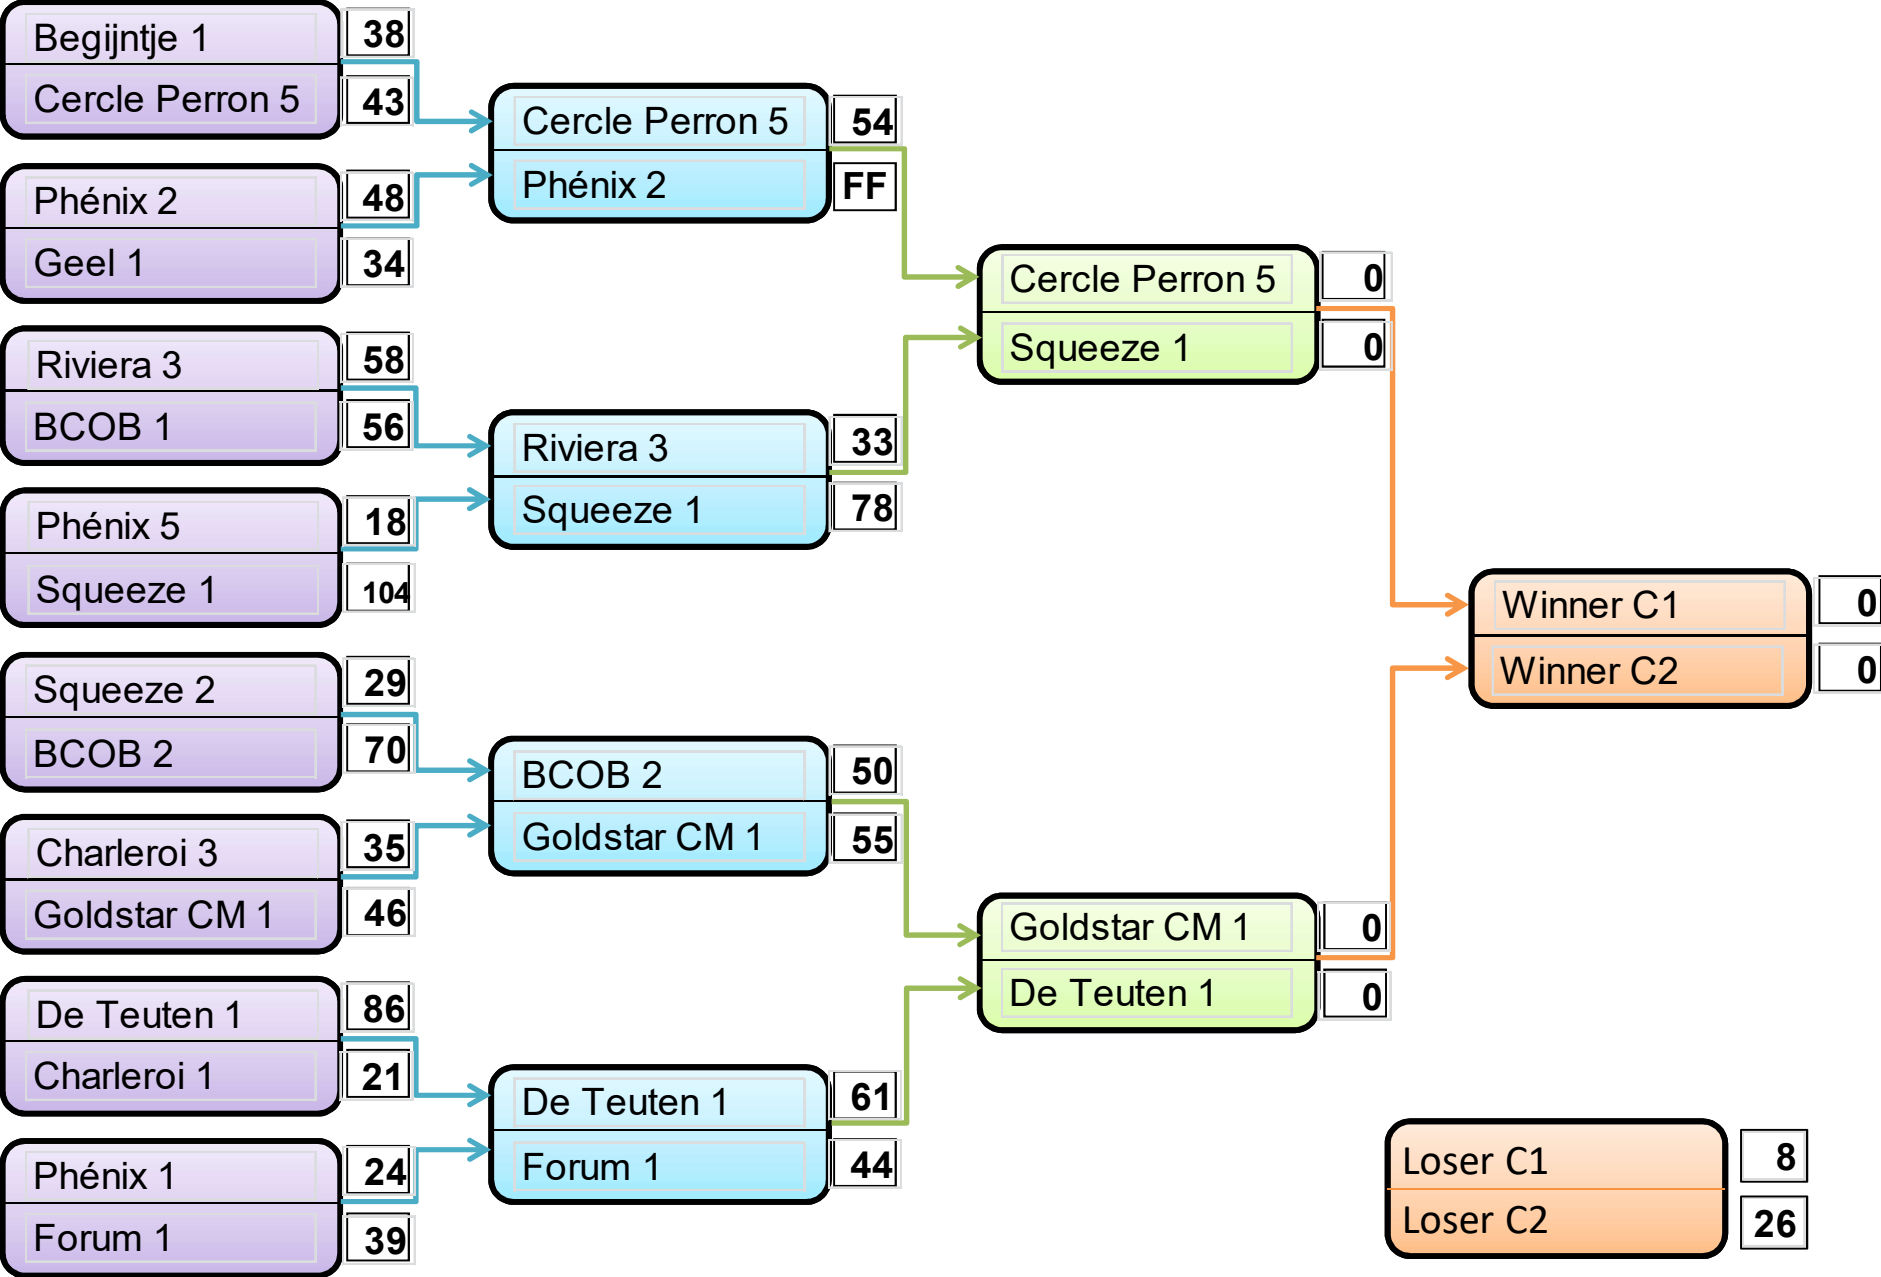 Begijntje 1 38
Cercle Perron 5 43
Phénix 2 48
Geel 1 34
Riviera 3 58
BCOB 1 56
Phénix 5 18
Squeeze 1 104
Squeeze 2 29
BCOB 2 70
Charleroi 3 35
Goldstar CM 1 46
De Teuten 1 86
Charleroi 1 21
Phénix 1 24
Forum 1 39
Cercle Perron 5 54
Phénix 2 FF
Riviera 3 33
Squeeze 1 78
BCOB 2 50
Goldstar CM 1 55
De Teuten 1 61
Forum 1 44
Cercle Perron 5 0
Squeeze 1 0
Goldstar CM 1 0
De Teuten 1 0
Winner C1 0
Winner C2 0
Loser C1 8
Loser C2 26